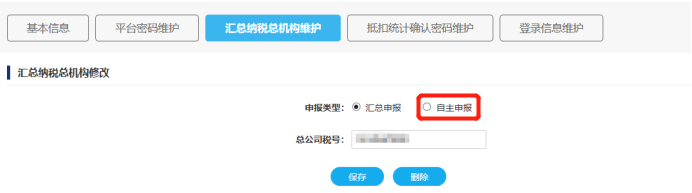 基本信息 平台密码维护 汇总纳税总机构维护 抵扣统计确认密码维护 登录信息维护
汇总纳税总机构修改
申报类型： 汇总申报 自主申报
总公司税号：
保存 删除